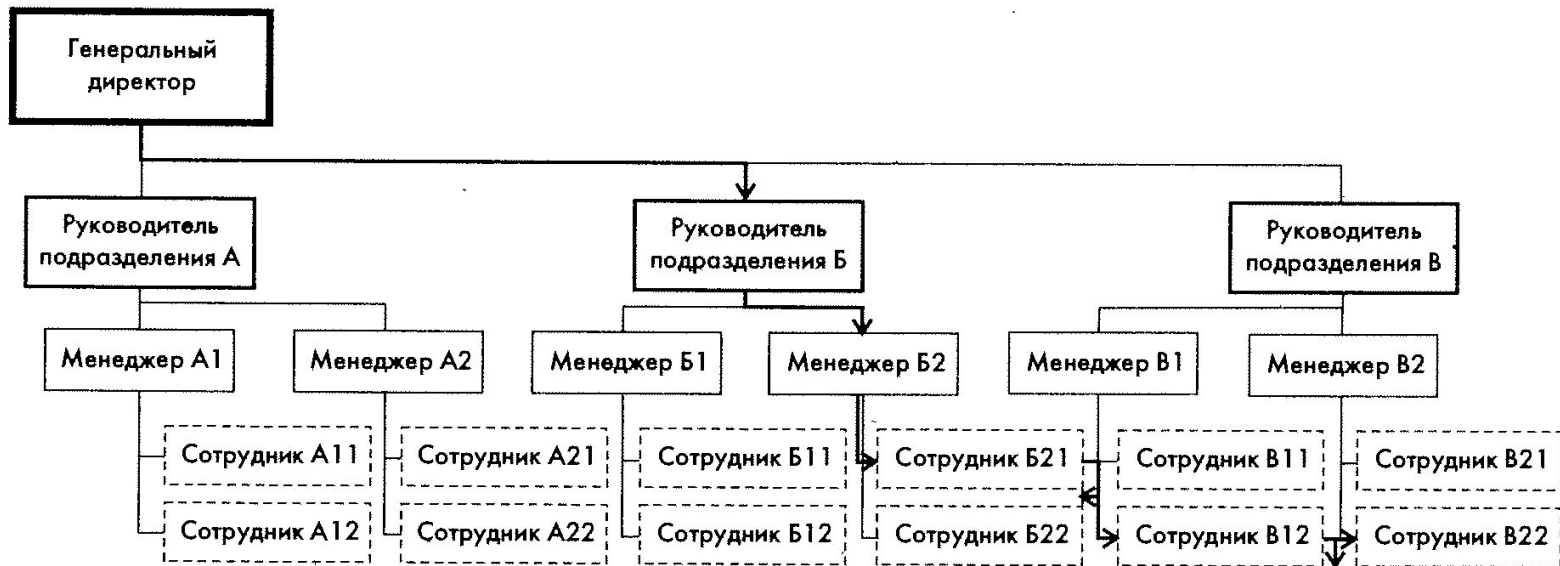 Генеральный
директор
Руководитель
подразделения А
Руководитель
подразделения Б
Руководитель
подразделения В
Менеджер А1
Менеджер А2
Менеджер Б1
Менеджер Б2
Менеджер В1
Менеджер В2
Сотрудник А11
Сотрудник А21
Сотрудник Б11
Сотрудник Б21
Сотрудник В11
Сотрудник В21
Сотрудник А12
Сотрудник А22
Сотрудник Б12
Сотрудник Б22
Сотрудник В12
Сотрудник В22